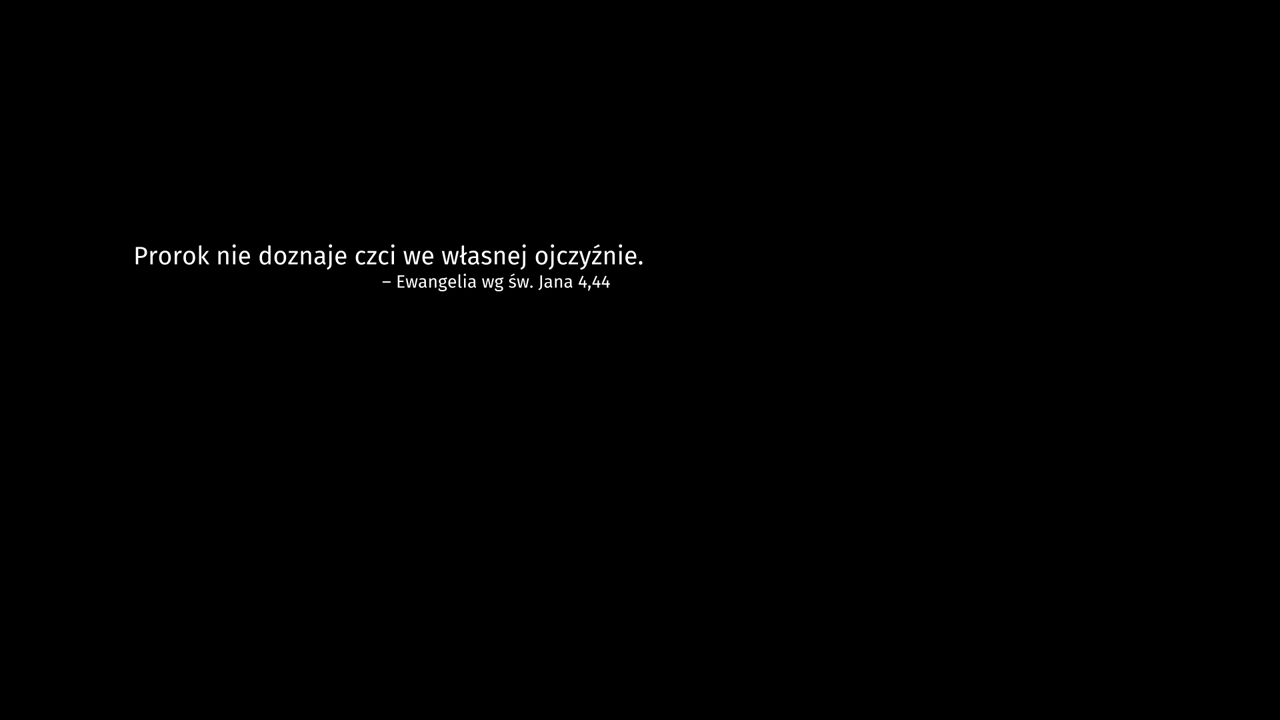 Prorok nie doznaje czci we własnej ojczyźnie.
– Ewangelia wg św. Jana 4,44